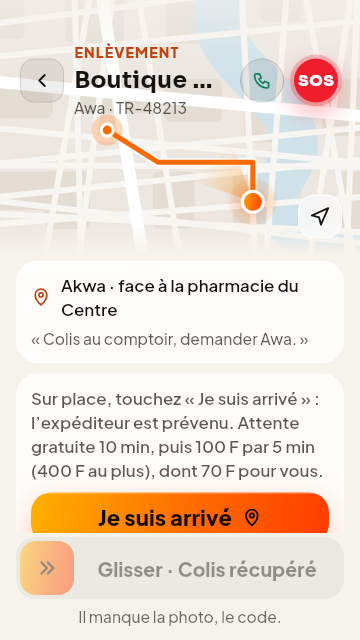 ENLÈVEMENT
Boutique ...
Awa · TR-48213
SOS
Akwa · face à la pharmacie du
Centre
« Colis au comptoir, demander Awa. »
Sur place, touchez « Je suis arrivé » :
l’expéditeur est prévenu. Attente
gratuite 10 min, puis 100 F par 5 min
(400 F au plus), dont 70 F pour vous.
Je suis arrivé
Glisser · Colis récupéré
Il manque la photo, le code.